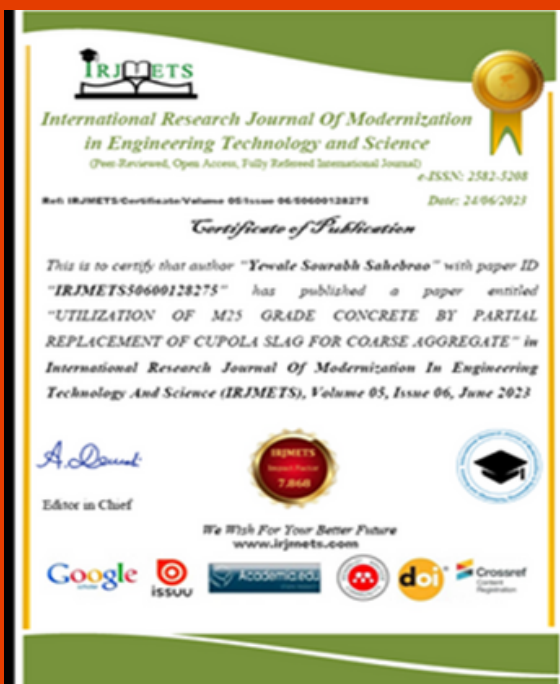 IRJMETS
International Research Journal Of Modernization
in Engineering Technology and Science
(Peer-Reviewed, Open Access, Fully Refereed International Journal)
e-ISSN: 2582-5208
Ref: IRJMETS/Certificate/Volume 05/Issue 06/50600128275
Date: 24/06/2023
Certificate of Publication
This is to certify that author "Yewale Sourabh Sahebrao" with paper ID
"IRJMETS50600128275" has published a paper entitled
"UTILIZATION OF M25 GRADE CONCRETE BY PARTIAL
REPLACEMENT OF CUPOLA SLAG FOR COARSE AGGREGATE" in
International Research Journal Of Modernization In Engineering
Technology And Science (IRJMETS), Volume 05, Issue 06, June 2023
A. Denush
Editor in Chief
IRJMETS
Impact Factor
7.868
We Wish For Your Better Future
www.irjmets.com
Google
issuu
Academia.edu
doi
Crossref
Content
Registration